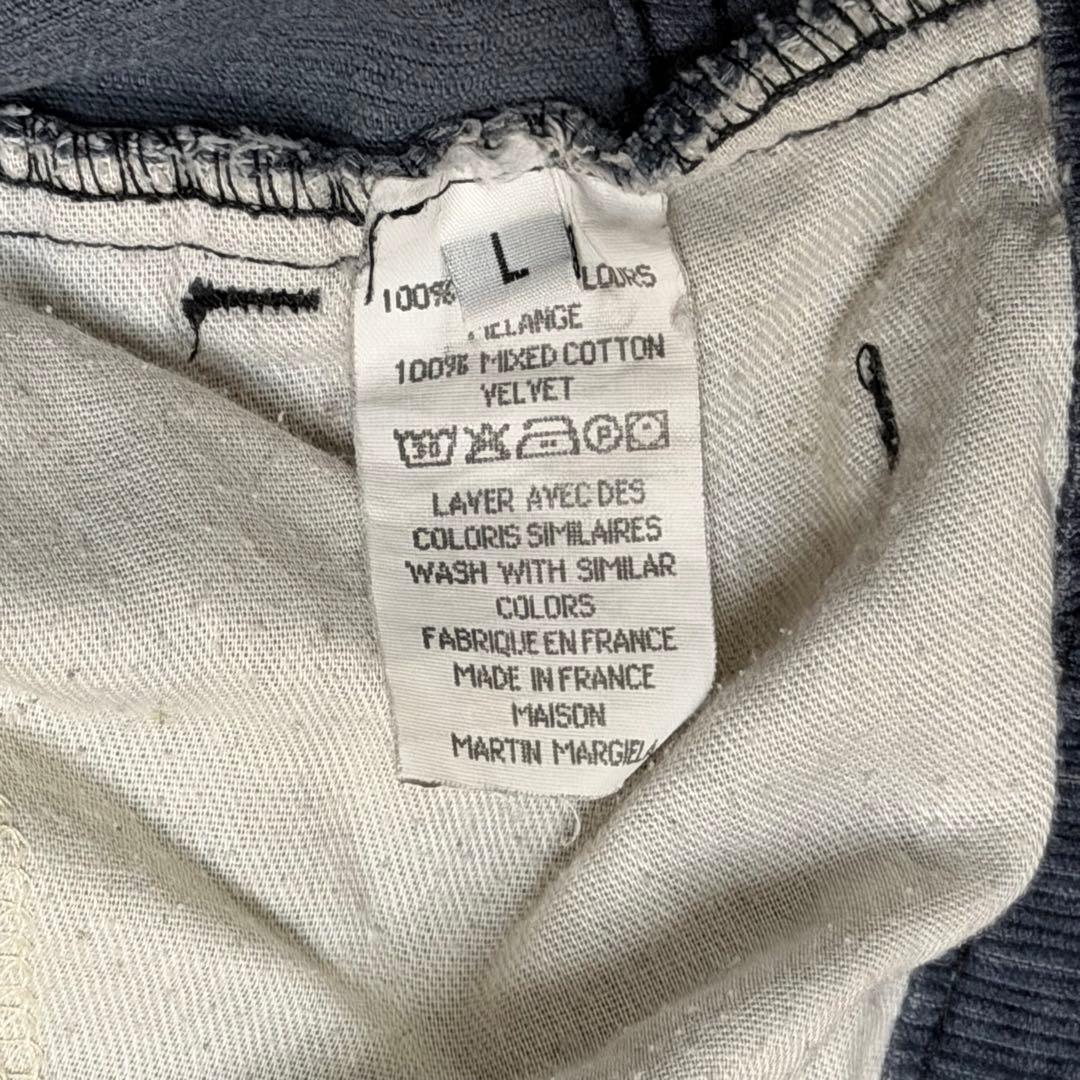 L
100% LOURS
MELANGE
100% MIXED COTTON
VELVET
30 P
LAVER AVEC DES
COLORIS SIMILAIRES
WASH WITH SIMILAR
COLORS
FABRIQUE EN FRANCE
MADE IN FRANCE
MAISON
MARTIN MARGIELA